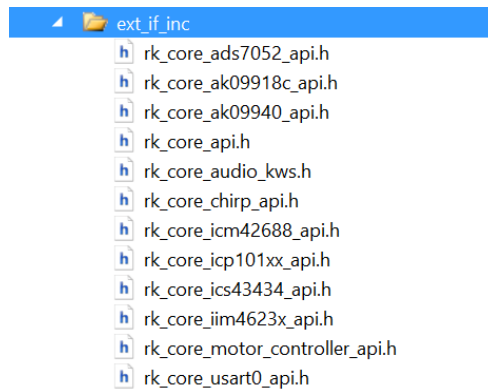 ext_if_inc
rk_core_ads7052_api.h
rk_core_ak09918c_api.h
rk_core_ak09940_api.h
rk_core_api.h
rk_core_audio_kws.h
rk_core_chirp_api.h
rk_core_icm42688_api.h
rk_core_icp101xx_api.h
rk_core_ics43434_api.h
rk_core_iim4623x_api.h
rk_core_motor_controller_api.h
rk_core_usart0_api.h